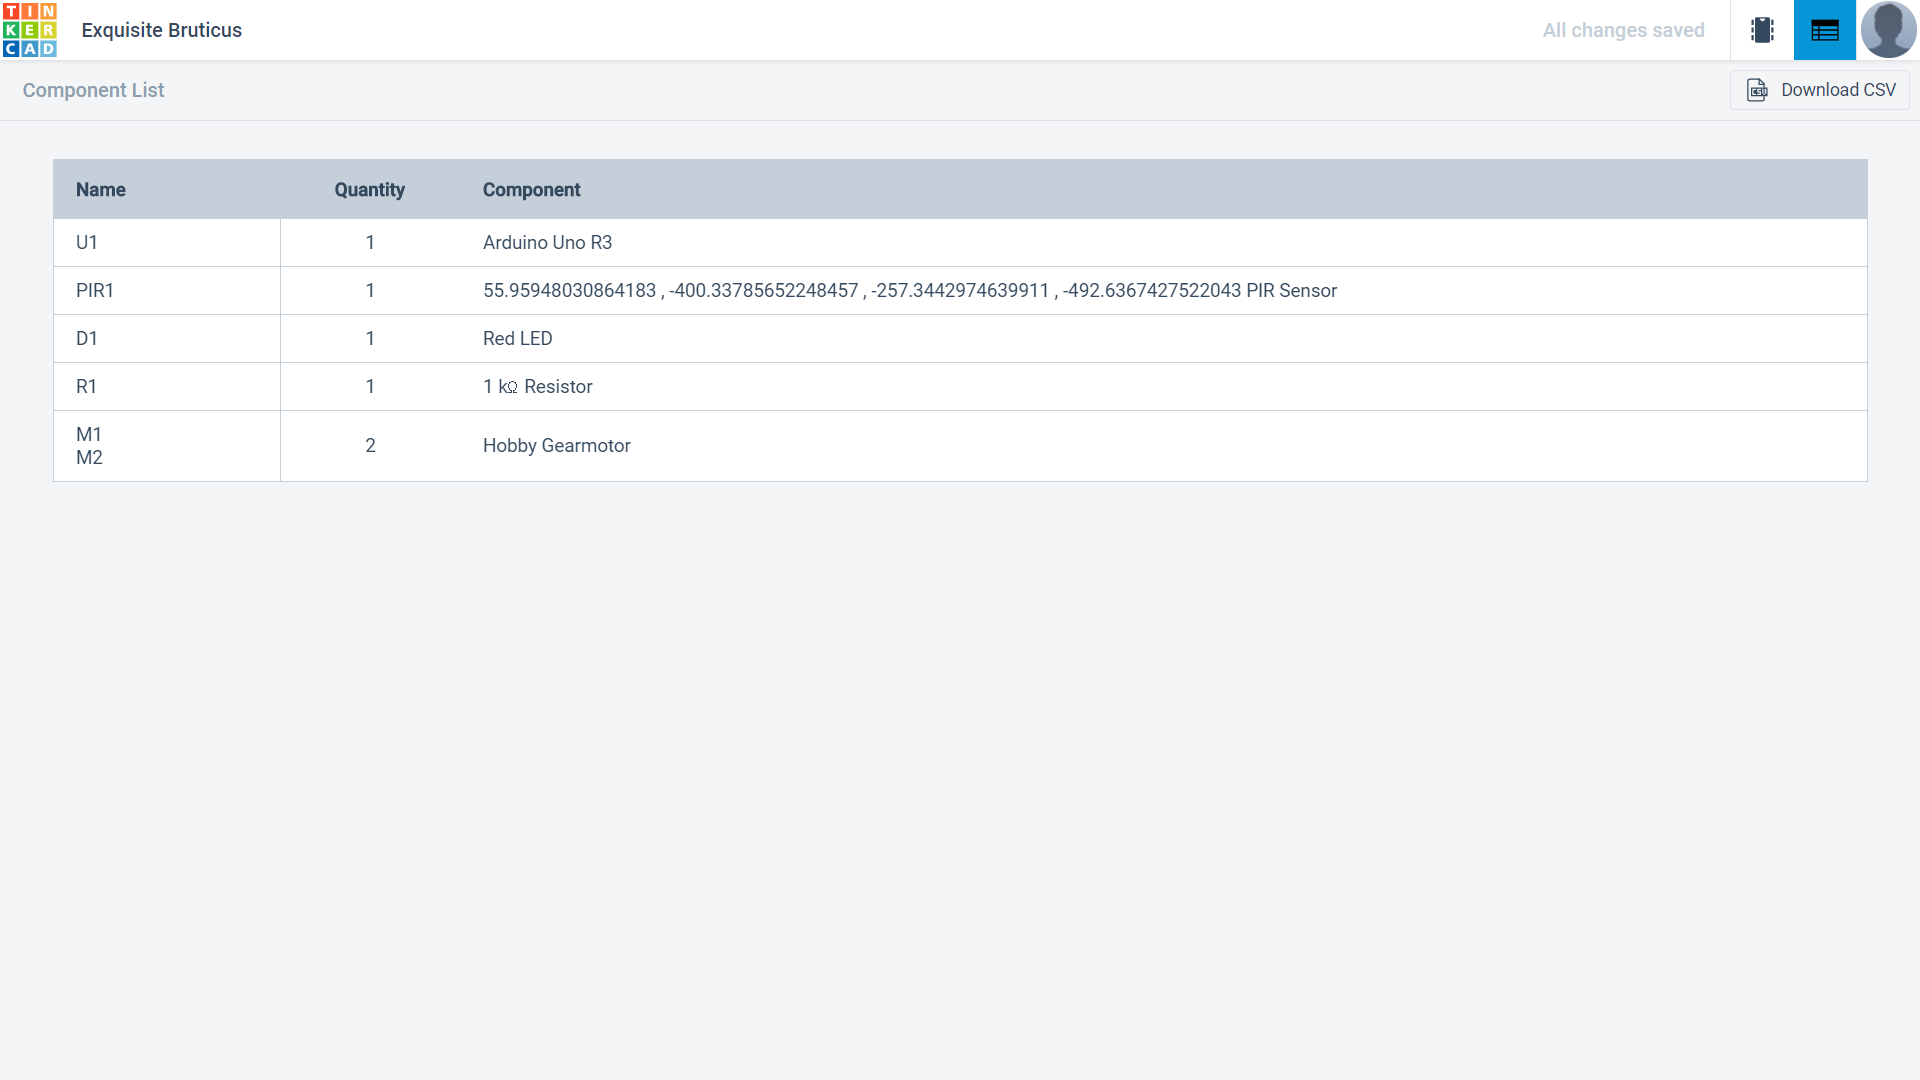 TIN
KER
CAD
Exquisite Bruticus
All changes saved
Component List
Download CSV
Name Quantity Component
U1 1 Arduino Uno R3
PIR1 1 55.95948030864183 , -400.33785652248457 , -257.3442974639911 , -492.6367427522043 PIR Sensor
D1 1 Red LED
R1 1 1 kΩ Resistor
M1
M2 2 Hobby Gearmotor